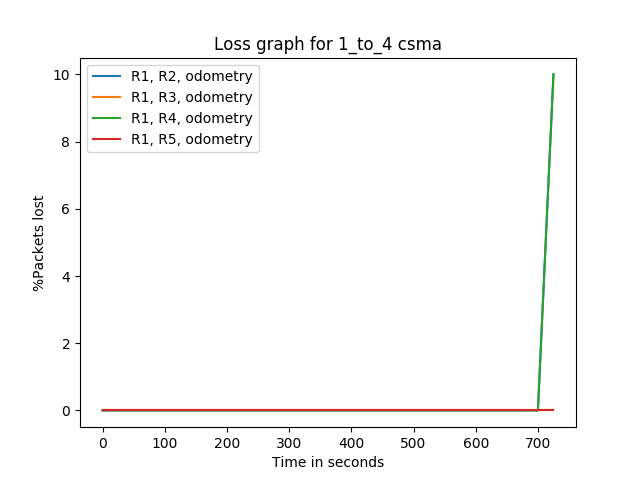 Loss graph for 1_to_4 csma
R1, R2, odometry
R1, R3, odometry
R1, R4, odometry
R1, R5, odometry
10
8
6
4
2
0
%Packets lost
0 100 200 300 400 500 600 700
Time in seconds